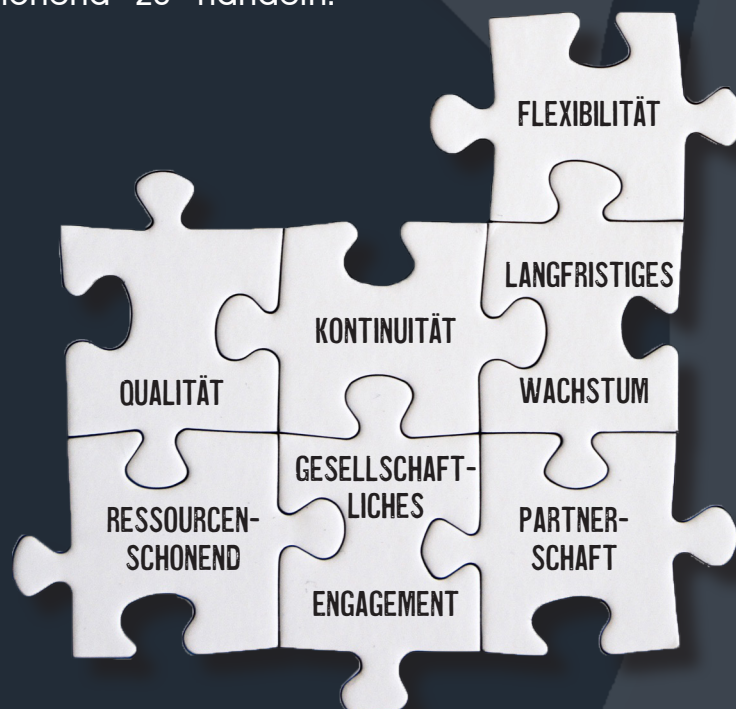 zu handeln.
FLEXIBILITÄT
LANGFRISTIGES
WACHSTUM
KONTINUITÄT
QUALITÄT
GESELLSCHAFT-
LICHES
ENGAGEMENT
RESSOURCEN-
SCHONEND
PARTNER-
SCHAFT